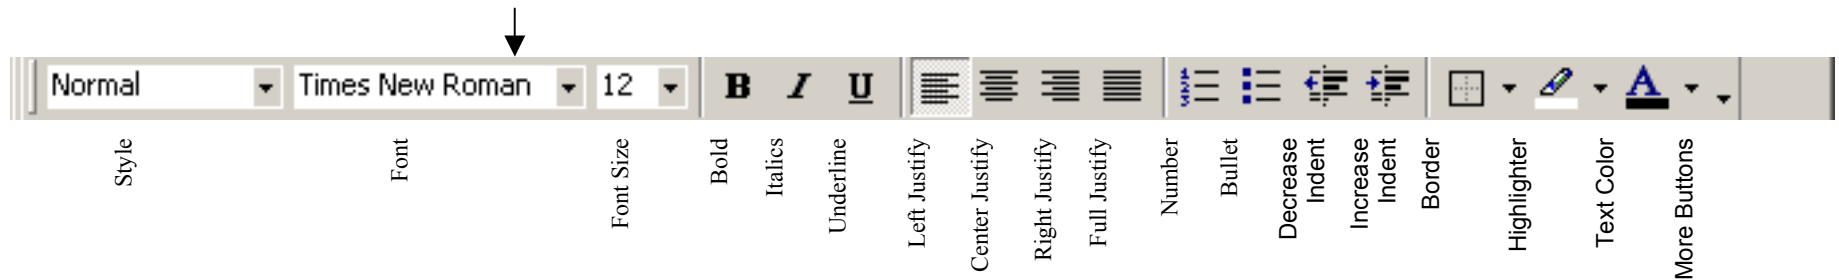 Normal Times New Roman 12 B I U
Style
Font
Font Size
Bold
Italics
Underline
Left Justify
Center Justify
Right Justify
Full Justify
Number
Bullet
Decrease
Indent
Increase
Indent
Border
Highlighter
Text Color
More Buttons